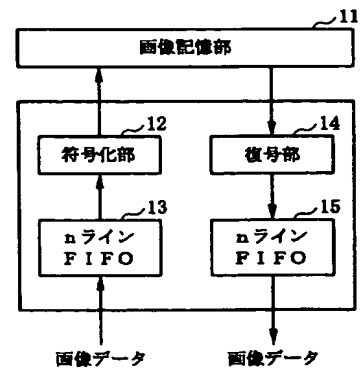 11
画像記憶部
12
符号化部
14
復号部
13
nライン
FIFO
15
nライン
FIFO
画像データ
画像データ